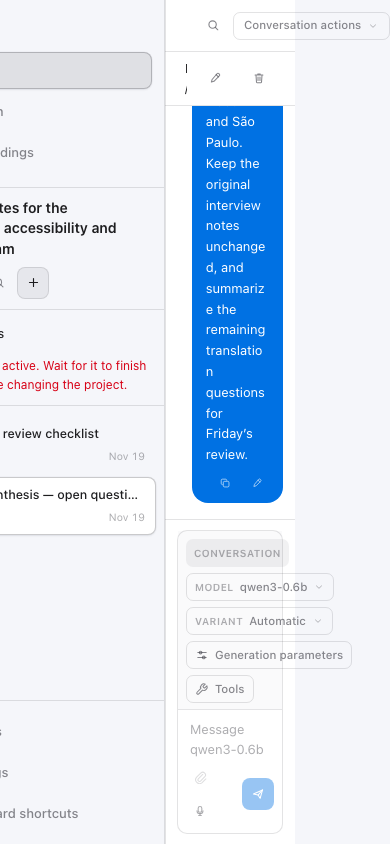 Conversation actions
dings
tes for the
accessibility and
am
active. Wait for it to finish
e changing the project.
review checklist
Nov 19
nthesis — open questi...
Nov 19
gs
ard shortcuts
and São
Paulo.
Keep the
original
interview
notes
unchange
d, and
summariz
e the
remaining
translatio
n
questions
for
Friday's
review.
CONVERSATION
MODEL qwen3-0.6b
VARIANT Automatic
Generation parameters
Tools
Message
qwen3-0.6b